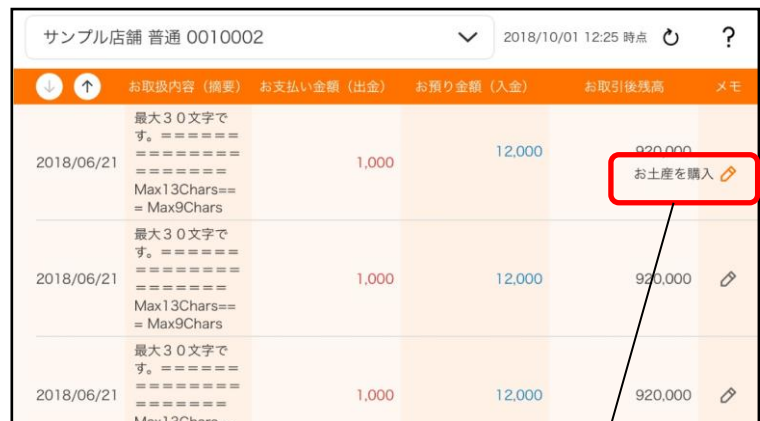 サンプル店舗 普通 0010002
2018/10/01 12:25 時点
?
お取扱内容（摘要） お支払い金額（出金） お預り金額（入金） お取引後残高 メモ
最大３０文字で
す。＝＝＝＝＝＝
＝＝＝＝＝＝＝＝
＝＝＝＝＝＝＝
Max13Chars==
= Max9Chars
2018/06/21
1,000
12,000
920,000
お土産を購入
最大３０文字で
す。＝＝＝＝＝＝
＝＝＝＝＝＝＝＝
＝＝＝＝＝＝＝
Max13Chars==
= Max9Chars
2018/06/21
1,000
12,000
920,000
最大３０文字で
す。＝＝＝＝＝＝
＝＝＝＝＝＝＝＝
＝＝＝＝＝＝＝
Max13Chars
2018/06/21
1,000
12,000
920,000